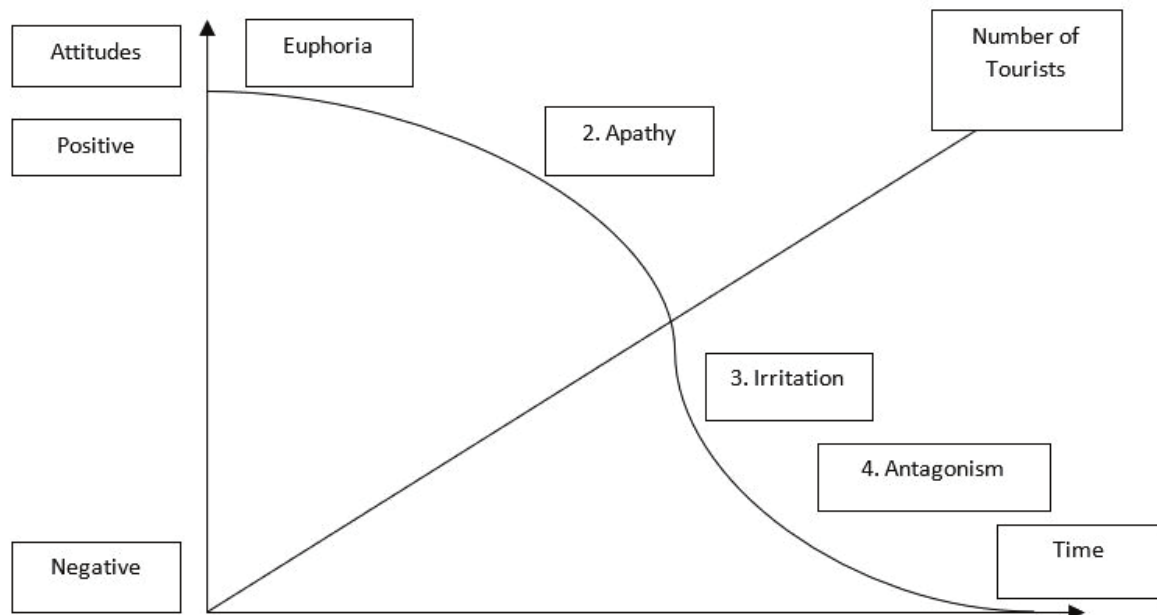 Attitudes
Euphoria
Number of
Tourists
Positive
2. Apathy
3. Irritation
4. Antagonism
Negative
Time